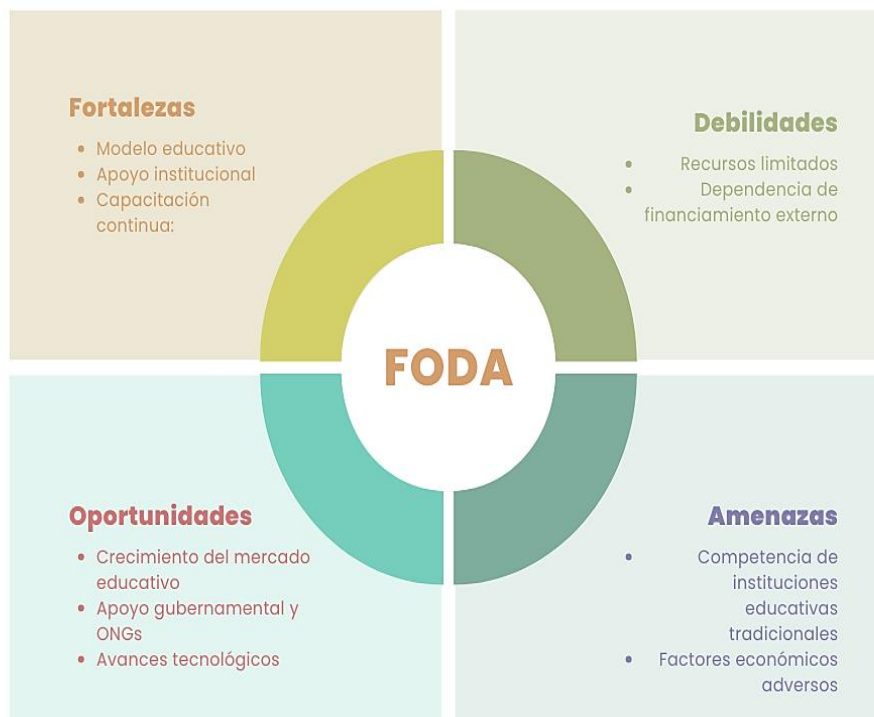 Fortalezas
• Modelo educativo
• Apoyo institucional
• Capacitación
continua:
Debilidades
• Recursos limitados
• Dependencia de
financiamiento externo
FODA
Oportunidades
• Crecimiento del mercado
educativo
• Apoyo gubernamental y
ONGs
• Avances tecnológicos
Amenazas
• Competencia de
instituciones
educativas
tradicionales
• Factores económicos
adversos